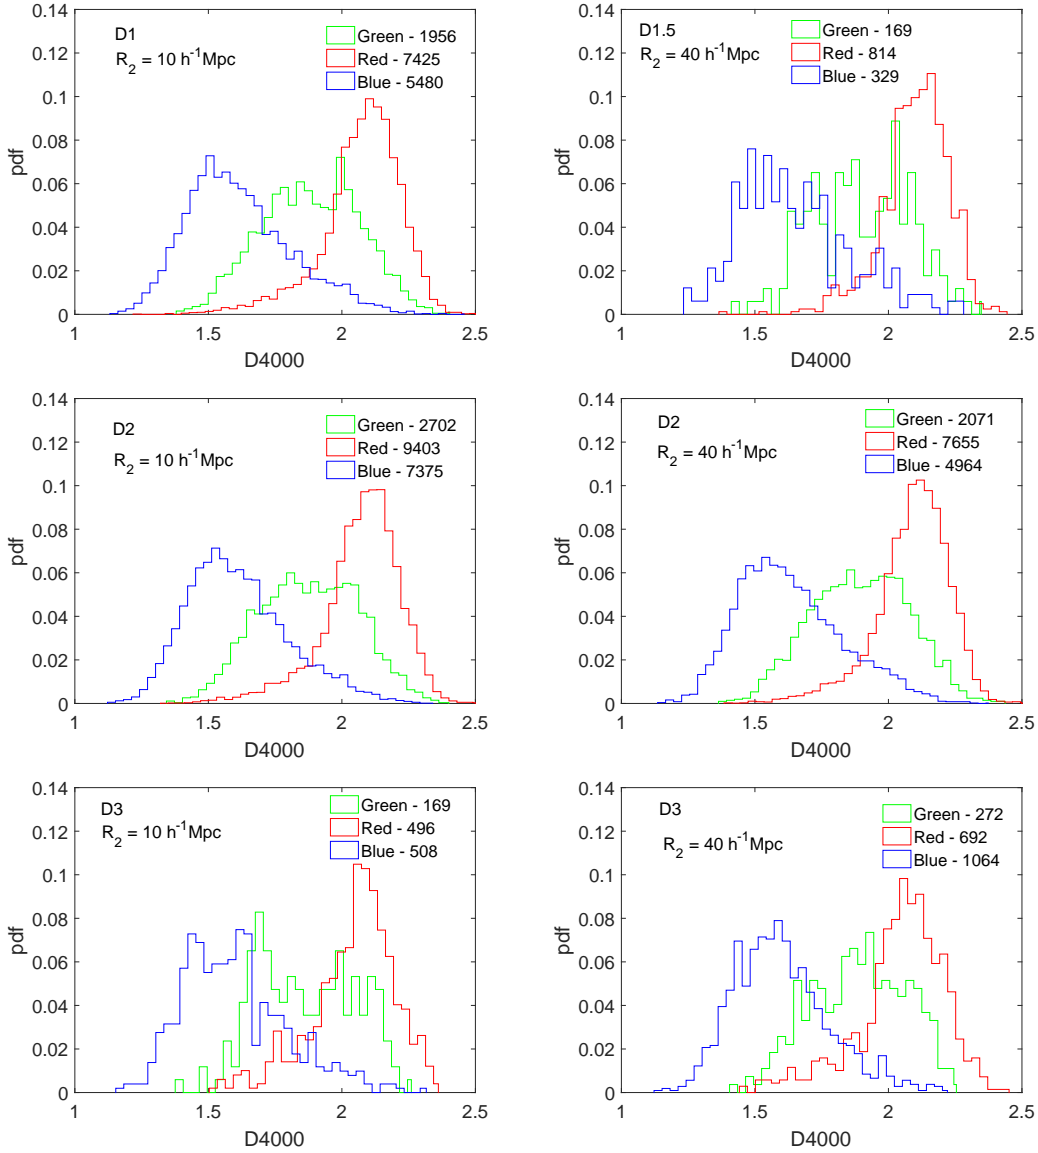 D1
R2 = 10 h-1Mpc
Green - 1956
Red - 7425
Blue - 5480
0.14
0.12
0.1
0.08
0.06
0.04
0.02
0
pdf
1
1.5
2
2.5
D4000
D1.5
R2 = 40 h-1Mpc
Green - 169
Red - 814
Blue - 329
0.14
0.12
0.1
0.08
0.06
0.04
0.02
0
pdf
1
1.5
2
2.5
D4000
D2
R2 = 10 h-1Mpc
Green - 2702
Red - 9403
Blue - 7375
0.14
0.12
0.1
0.08
0.06
0.04
0.02
0
pdf
1
1.5
2
2.5
D4000
D2
R2 = 40 h-1Mpc
Green - 2071
Red - 7655
Blue - 4964
0.14
0.12
0.1
0.08
0.06
0.04
0.02
0
pdf
1
1.5
2
2.5
D4000
D3
R2 = 10 h-1Mpc
Green - 169
Red - 496
Blue - 508
0.14
0.12
0.1
0.08
0.06
0.04
0.02
0
pdf
1
1.5
2
2.5
D4000
D3
R2 = 40 h-1Mpc
Green - 272
Red - 692
Blue - 1064
0.14
0.12
0.1
0.08
0.06
0.04
0.02
0
pdf
1
1.5
2
2.5
D4000